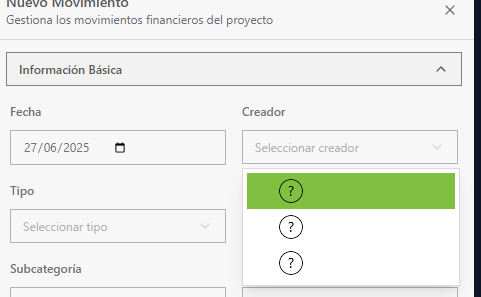 Nuevo Movimiento
Gestiona los movimientos financieros del proyecto
Información Básica
Fecha
Creador
27/06/2025
Seleccionar creador
?
Tipo
Seleccionar tipo
?
?
Subcategoría